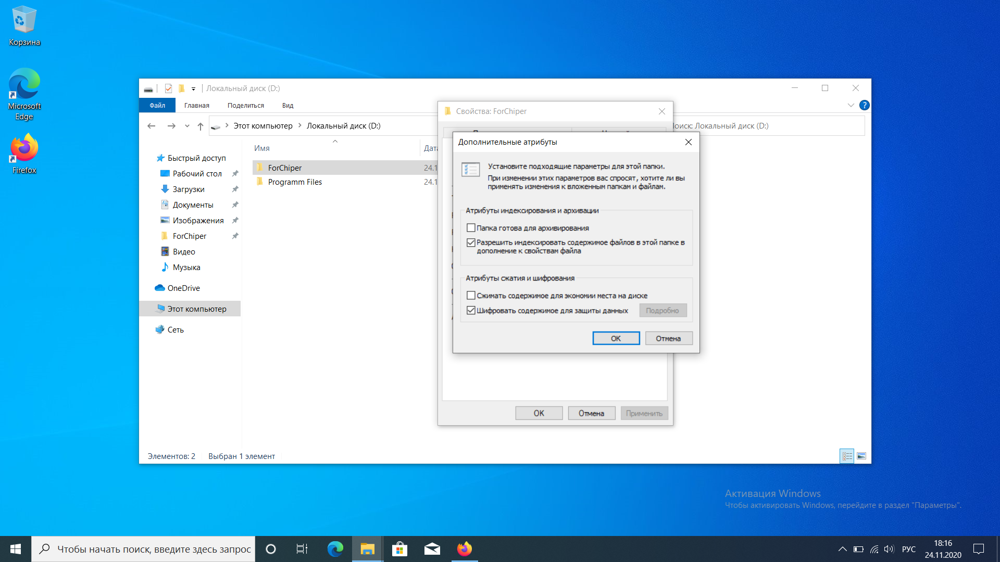 Корзина
Microsoft
Edge
Firefox
Локальный диск (D:)
Файл
Главная
Поделиться
Вид
Этот компьютер
Локальный диск (D:)
Локальный диск (D:)
Имя
ForChiper
24.1
Programm Files
24.1
Быстрый доступ
Рабочий стол
Загрузки
Документы
Изображения
ForChiper
Видео
Музыка
OneDrive
Этот компьютер
Сеть
Элементов: 2
Выбран 1 элемент
Свойства: ForChiper
Дополнительные атрибуты
Установите подходящие параметры для этой папки.
При изменении этих параметров вас спросят, хотите ли вы
применять изменения к вложенным папкам и файлам.
Атрибуты индексирования и архивации
Папка готова для архивирования
Разрешить индексировать содержимое файлов в этой папке в
дополнение к свойствам файла
Атрибуты сжатия и шифрования
Сжимать содержимое для экономии места на диске
Шифровать содержимое для защиты данных
Подробно
ОК
Отмена
ОК
Отмена
Применить
Активация Windows
Чтобы активировать Windows, перейдите в раздел "Параметры".
Чтобы начать поиск, введите здесь запрос
РУС
18:16
24.11.2020